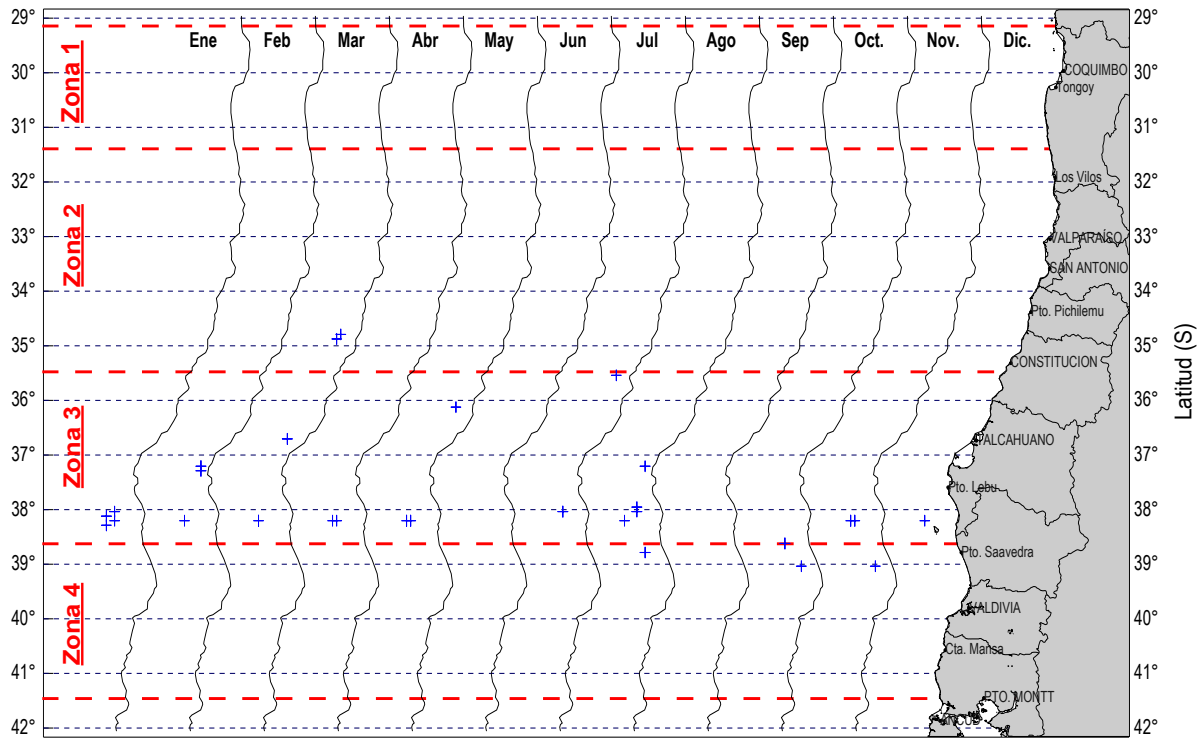 29° 29°
Ene Feb Mar Abr May Jun Jul Ago Sep Oct. Nov. Dic.
Zona 1
30° COQUIMBO 30°
Tongoy
31° 31°
32° Los Vilos 32°
Zona 2
33° VALPARAÍSO 33°
SAN ANTONIO
34° 34°
Pto. Pichilemu
35° 35°
CONSTITUCION
Latitud (S)
36° 36°
Zona 3
TALCAHUANO
37° 37°
Pto. Lebu
38° 38°
Pto. Saavedra
39° 39°
Zona 4
VALDIVIA
40° 40°
Cta. Mansa
41° 41°
PTO. MONTT
ANCUD
42° 42°